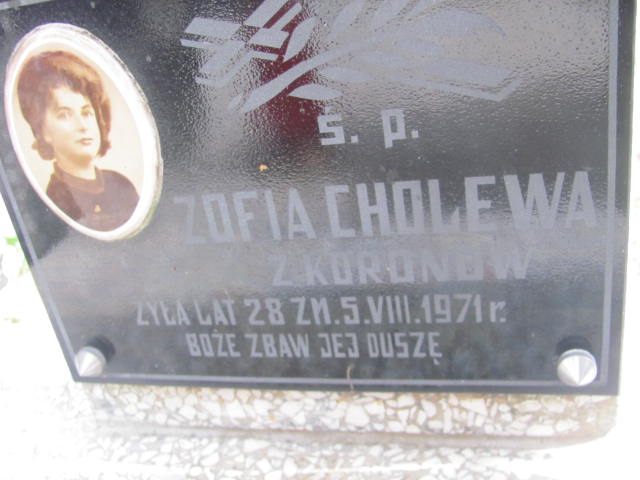 ś. p.
ZOFIA CHOLEWA
Z KORONÓW
ŻYŁA LAT 28 ZM. 5. VIII. 1971 r.
BOŻE ZBAW JEJ DUSZĘ